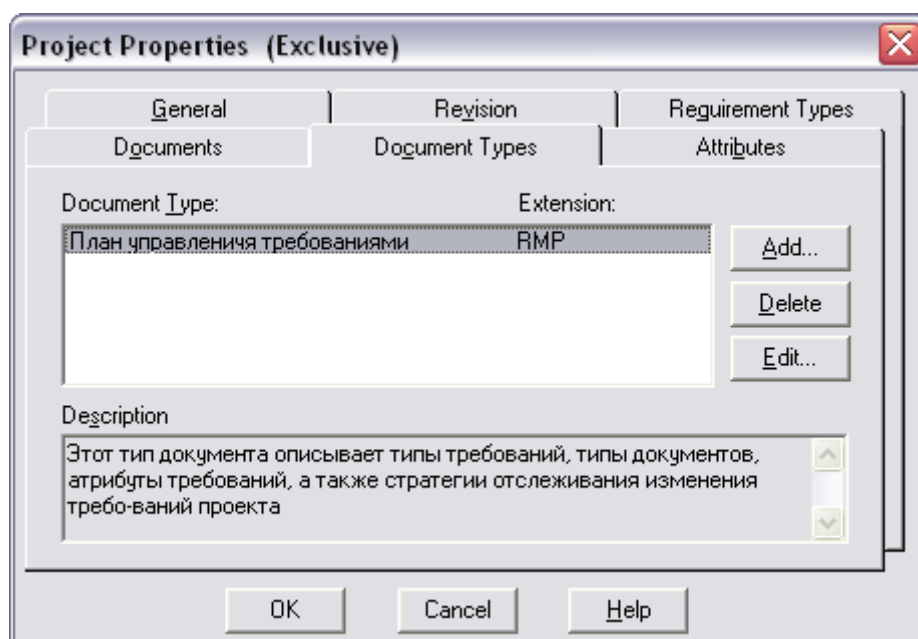 Project Properties (Exclusive)
General Revision Requirement Types
Documents Document Types Attributes
Document Type: Extension:
План управленичя требованиями RMP
Add...
Delete
Edit...
Description
Этот тип документа описывает типы требований, типы документов,
атрибуты требований, а также стратегии отслеживания изменения
требо-ваний проекта
OK Cancel Help